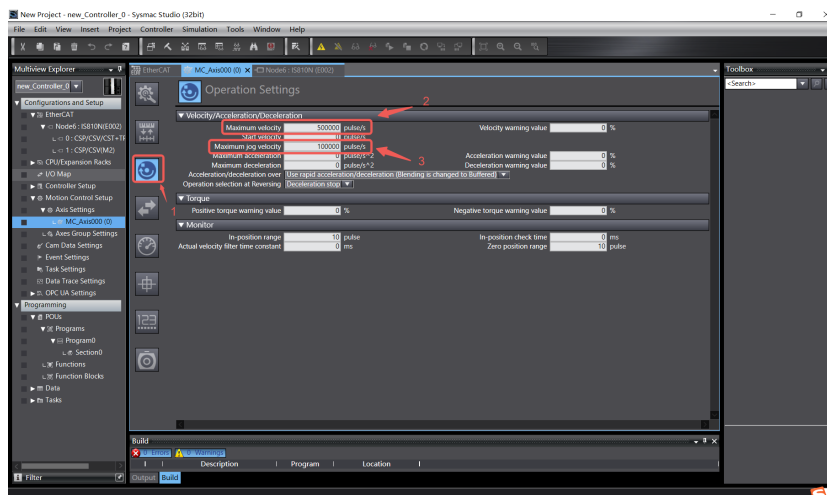 New Project - new_Controller_0 - Sysmac Studio (32bit)
File Edit View Insert Project Controller Simulation Tools Window Help
Multiview Explorer
new_Controller_0
Configurations and Setup
EtherCAT
Node6 : IS810N(E002)
0 : CSP/CSV/CST+TF
1 : CSP/CSV(M2)
CPU/Expansion Racks
I/O Map
Controller Setup
Motion Control Setup
Axis Settings
MC_Axis000 (0)
Axes Group Settings
Cam Data Settings
Event Settings
Task Settings
Data Trace Settings
OPC UA Settings
Programming
POUs
Programs
Program0
Section0
Functions
Function Blocks
Data
Tasks
Filter
EtherCAT MC_Axis000 (0) Node6 : IS810N (E002)
Operation Settings
2
Velocity/Acceleration/Deceleration
Maximum velocity 500000 pulse/s Velocity warning value 0 %
Start velocity 0 pulse/s
Maximum jog velocity 100000 pulse/s
3
Maximum acceleration 0 pulse/s^2 Acceleration warning value 0 %
Maximum deceleration 0 pulse/s^2 Deceleration warning value 0 %
Acceleration/deceleration over Use rapid acceleration/deceleration (Blending is changed to Buffered)
Operation selection at Reversing Deceleration stop
1
Torque
Positive torque warning value 0 % Negative torque warning value 0 %
Monitor
In-position range 10 pulse In-position check time 0 ms
Actual velocity filter time constant 0 ms Zero position range 10 pulse
123
Build
0 Errors 0 Warnings
Description Program Location
Output Build
Toolbox
<Search>